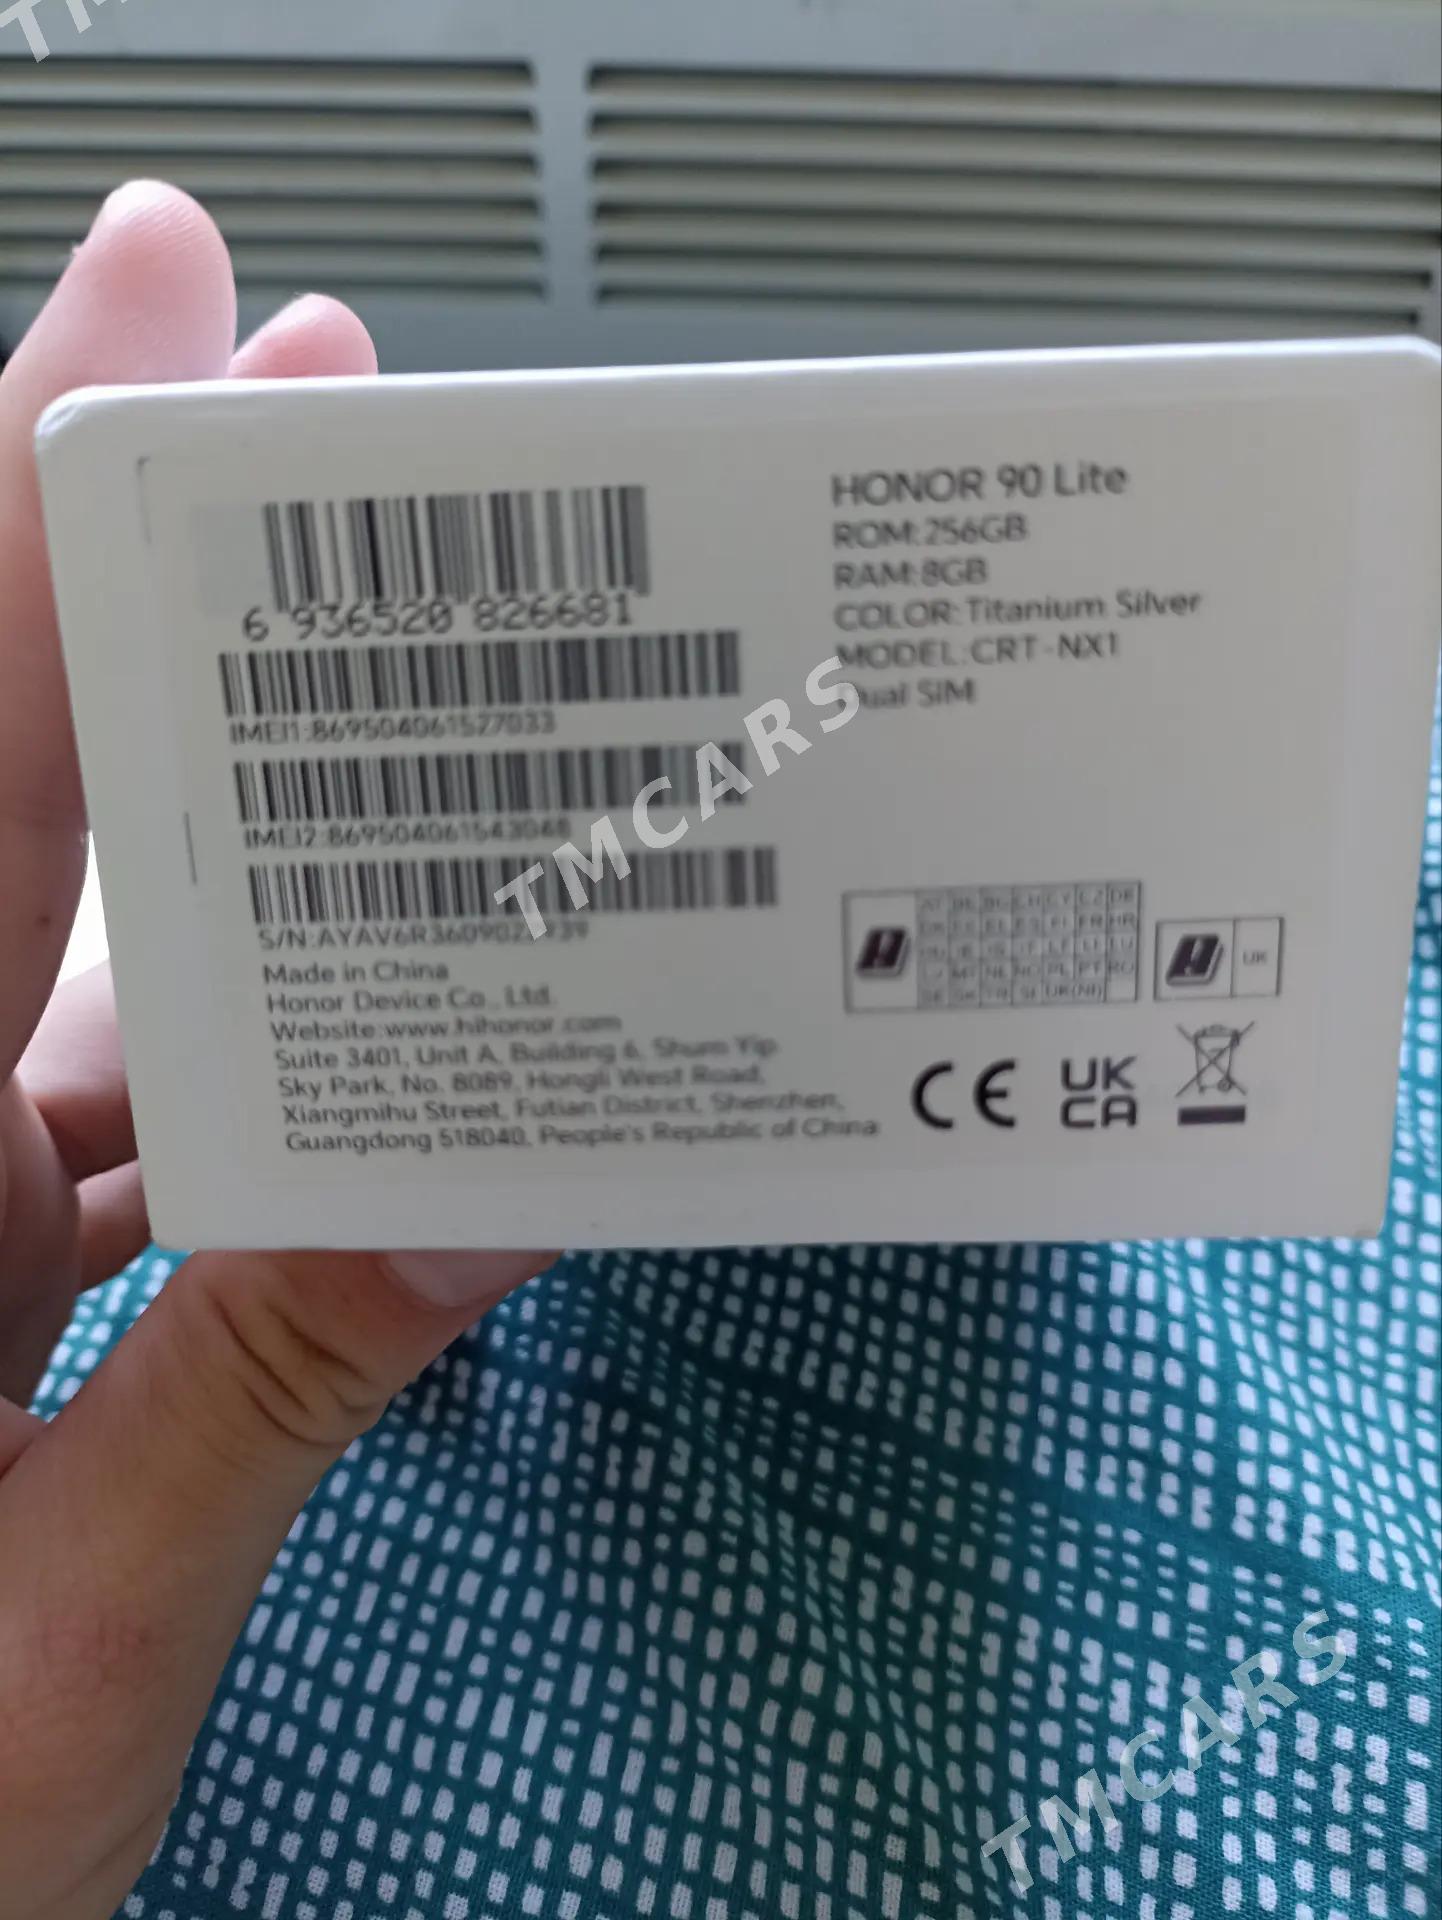 TM
6 936520 826681
IMEI1:869504061527033
IMEI2:869504061543048
Made in China
Honor Device Co., Ltd.
Website:www.hihonor.com
Suite 3401, Unit A, Building 6, Shum Yip
Sky Park, No. 8089, Hongli West Road,
Xiangmihu Street, Futian District, Shenzhen,
Guangdong 518040, People's Republic of China
HONOR 90 Lite
ROM:256GB
RAM:8GB
COLOR:Titanium Silver
MODEL:CRT-NX1
Dual SIM
UK
CE
UK
CA
TMCARS
TMCARS